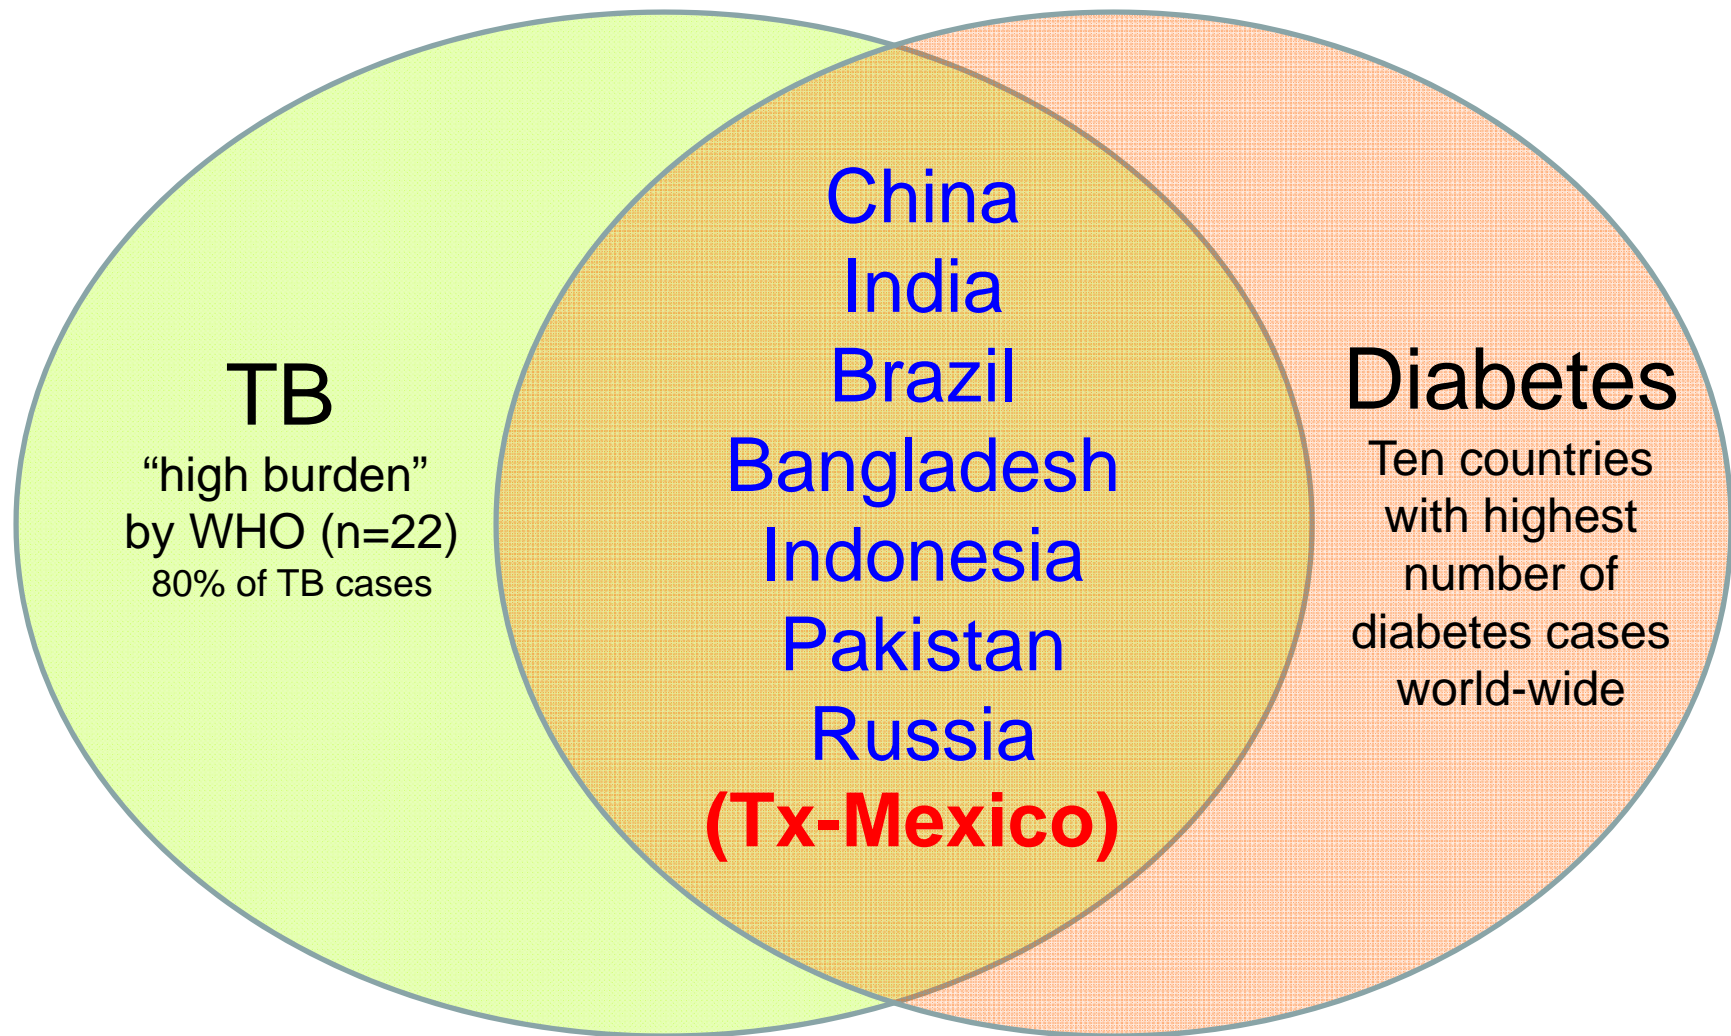 TB
“high burden”
by WHO (n=22)
80% of TB cases
China
India
Brazil
Bangladesh
Indonesia
Pakistan
Russia
(Tx-Mexico)
Diabetes
Ten countries
with highest
number of
diabetes cases
world-wide